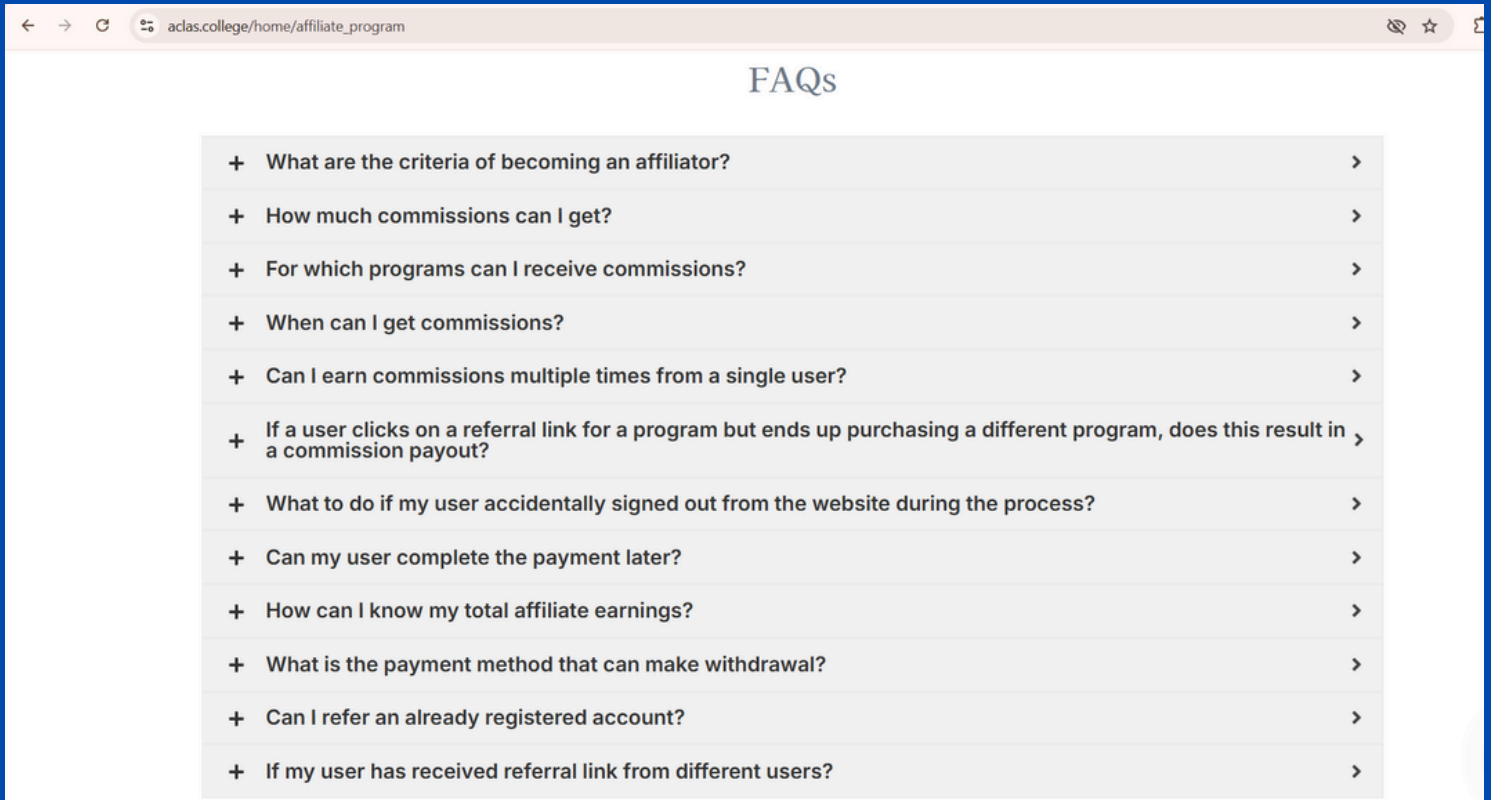 aclas.college/home/affiliate_program
FAQs
+ What are the criteria of becoming an affiliator?
+ How much commissions can I get?
+ For which programs can I receive commissions?
+ When can I get commissions?
+ Can I earn commissions multiple times from a single user?
+ If a user clicks on a referral link for a program but ends up purchasing a different program, does this result in
a commission payout?
+ What to do if my user accidentally signed out from the website during the process?
+ Can my user complete the payment later?
+ How can I know my total affiliate earnings?
+ What is the payment method that can make withdrawal?
+ Can I refer an already registered account?
+ If my user has received referral link from different users?